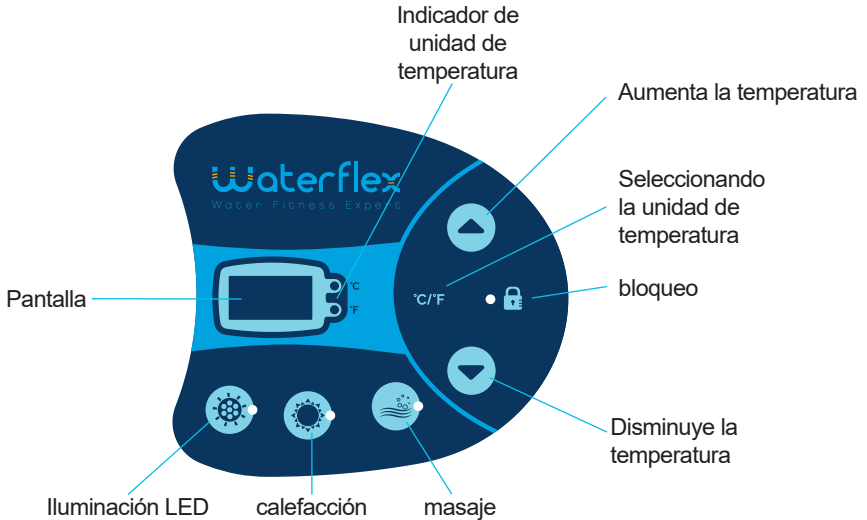 Indicador de
unidad de
temperatura
Aumenta la temperatura
Seleccionando
la unidad de
temperatura
waterflex
Water Fitness Expert
Pantalla
°C
°F
°C/°F
bloqueo
Disminuye la
temperatura
Iluminación LED
calefacción
masaje